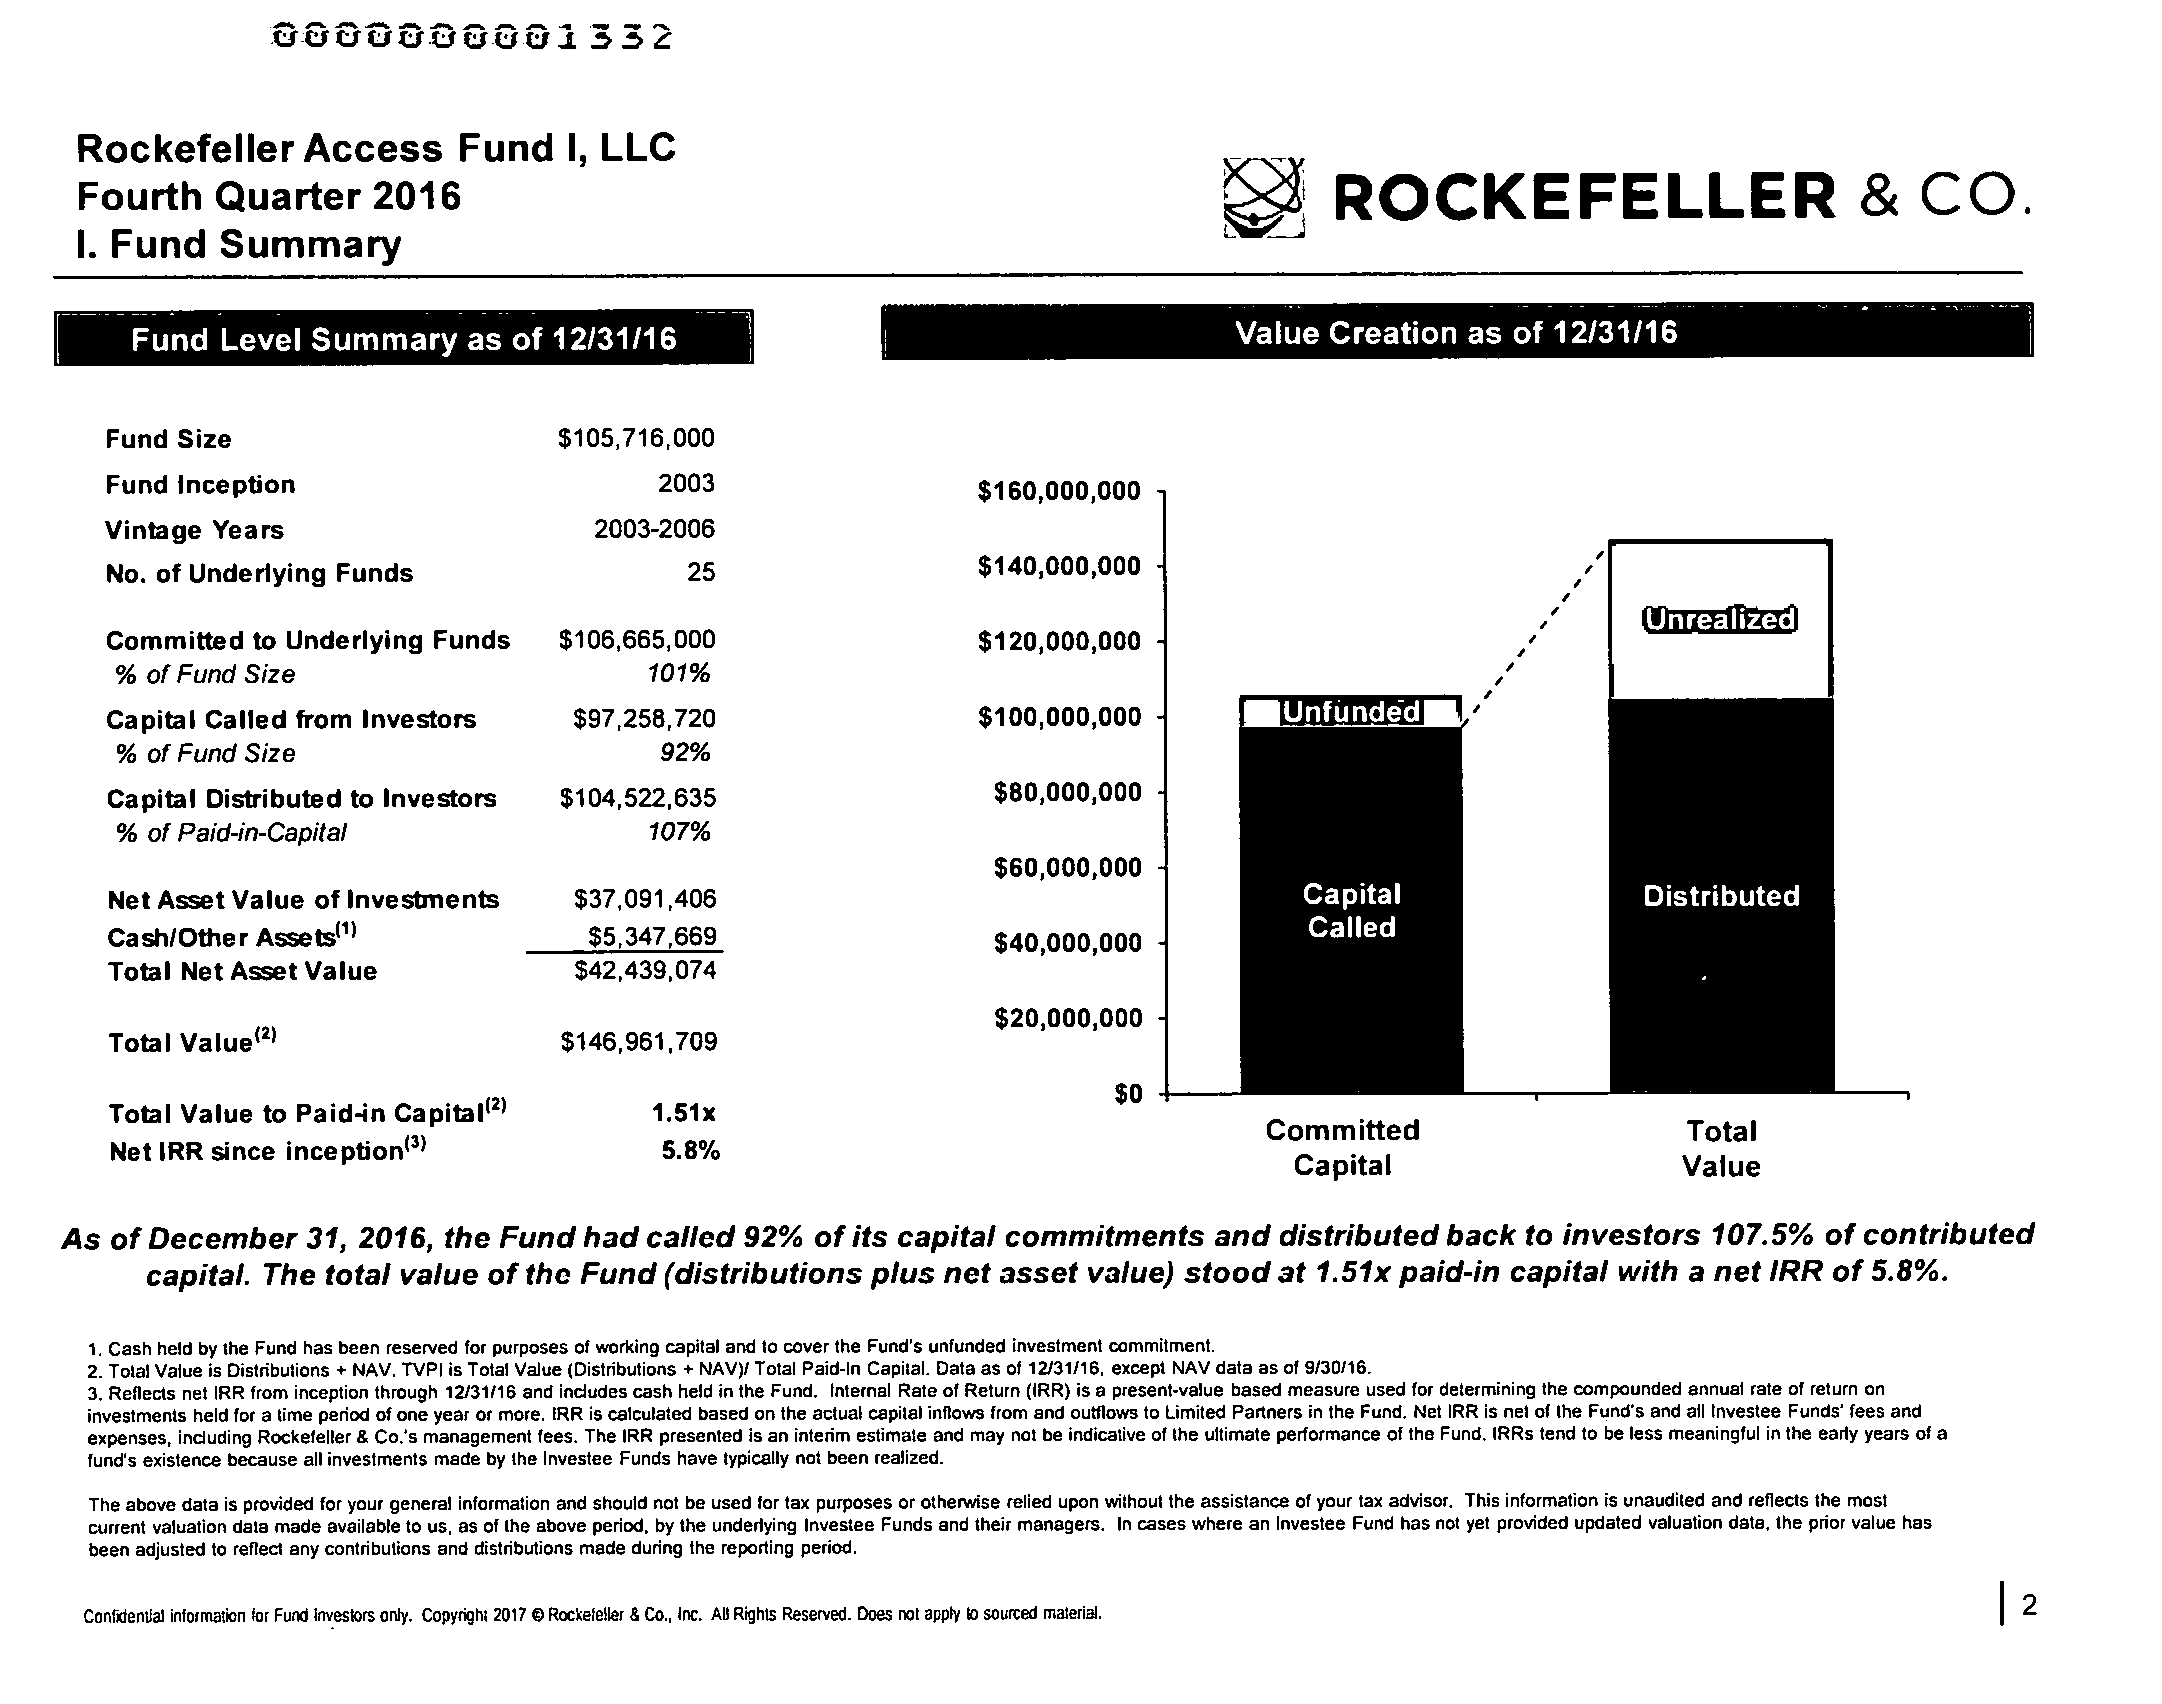 0000000001332
Rockefeller Access Fund I, LLC
Fourth Quarter 2016
I. Fund Summary
ROCKEFELLER & CO.
Fund Level Summary as of 12/31/16
Fund Size $105,716,000
Fund Inception 2003
Vintage Years 2003-2006
No. of Underlying Funds 25
Committed to Underlying Funds $106,665,000
% of Fund Size 101%
Capital Called from Investors $97,258,720
% of Fund Size 92%
Capital Distributed to Investors $104,522,635
% of Paid-in-Capital 107%
Net Asset Value of Investments $37,091,406
Cash/Other Assets(1) $5,347,669
Total Net Asset Value $42,439,074
Total Value(2) $146,961,709
Total Value to Paid-in Capital(2) 1.51x
Net IRR since inception(3) 5.8%
Value Creation as of 12/31/16
$160,000,000
$140,000,000
$120,000,000
$100,000,000
$80,000,000
$60,000,000
$40,000,000
$20,000,000
$0
Unfunded
Capital
Called
Unrealized
Distributed
Committed
Capital
Total
Value
As of December 31, 2016, the Fund had called 92% of its capital commitments and distributed back to investors 107.5% of contributed
capital. The total value of the Fund (distributions plus net asset value) stood at 1.51x paid-in capital with a net IRR of 5.8%.
1. Cash held by the Fund has been reserved for purposes of working capital and to cover the Fund's unfunded investment commitment.
2. Total Value is Distributions + NAV. TVPI is Total Value (Distributions + NAV)/ Total Paid-In Capital. Data as of 12/31/16, except NAV data as of 9/30/16.
3. Reflects net IRR from inception through 12/31/16 and includes cash held in the Fund. Internal Rate of Return (IRR) is a present-value based measure used for determining the compounded annual rate of return on
investments held for a time period of one year or more. IRR is calculated based on the actual capital inflows from and outflows to Limited Partners in the Fund. Net IRR is net of the Fund's and all Investee Funds' fees and
expenses, including Rockefeller & Co.'s management fees. The IRR presented is an interim estimate and may not be indicative of the ultimate performance of the Fund. IRRs tend to be less meaningful in the early years of a
fund's existence because all investments made by the Investee Funds have typically not been realized.
The above data is provided for your general information and should not be used for tax purposes or otherwise relied upon without the assistance of your tax advisor. This information is unaudited and reflects the most
current valuation data made available to us, as of the above period, by the underlying Investee Funds and their managers. In cases where an Investee Fund has not yet provided updated valuation data, the prior value has
been adjusted to reflect any contributions and distributions made during the reporting period.
Confidential information for Fund Investors only. Copyright 2017 © Rockefeller & Co., Inc. All Rights Reserved. Does not apply to sourced material.
2